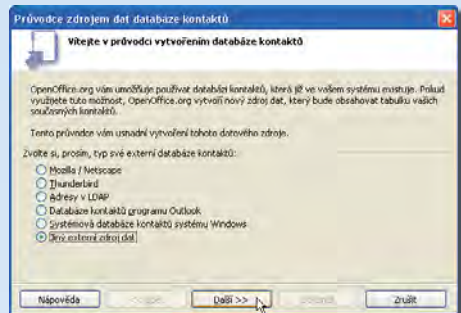 Průvodce zdrojem dat databáze kontaktů
Vítejte v průvodci vytvořením databáze kontaktů
OpenOffice.org vám umožňuje používat databázi kontaktů, která již ve vašem systému existuje. Pokud
využijete tuto možnost, OpenOffice.org vytvoří nový zdroj dat, který bude obsahovat tabulku vašich
současných kontaktů.
Tento průvodce vám usnadní vytvoření tohoto datového zdroje.
Zvolte si, prosím, typ své externí databáze kontaktů:
Mozilla / Netscape
Thunderbird
Adresy v LDAP
Databáze kontaktů programu Outlook
Systémová databáze kontaktů systému Windows
Jiný externí zdroj dat
Nápověda
Další >>
Zrušit